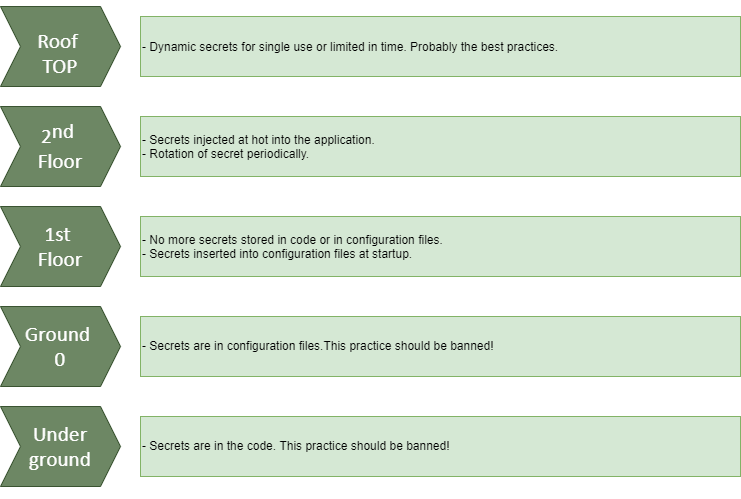 Roof
TOP
- Dynamic secrets for single use or limited in time. Probably the best practices.
2nd
Floor
- Secrets injected at hot into the application.
- Rotation of secret periodically.
1st
Floor
- No more secrets stored in code or in configuration files.
- Secrets inserted into configuration files at startup.
Ground
0
- Secrets are in configuration files.This practice should be banned!
Under
ground
- Secrets are in the code. This practice should be banned!